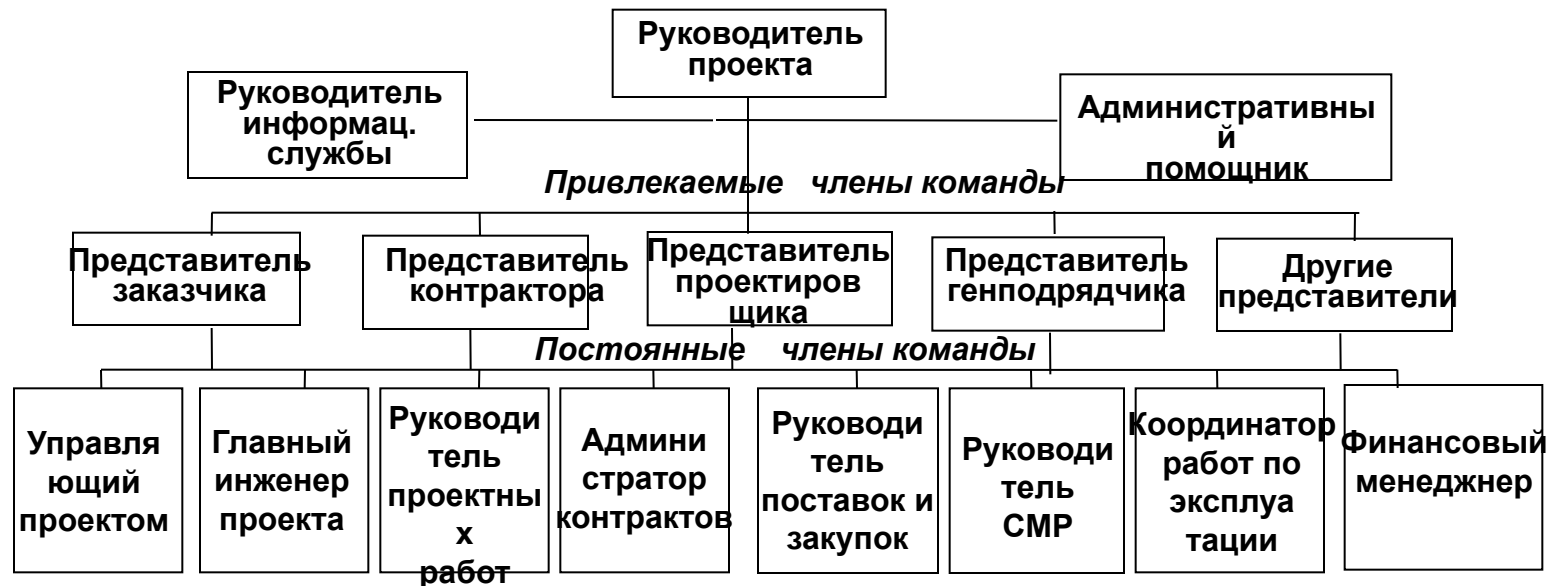 Руководитель
проекта
Руководитель
информац.
службы
Административны
й
помощник
Привлекаемые члены команды
Представитель
заказчика
Представитель
контрактора
Представитель
проектиров
щика
Представитель
генподрядчика
Другие
представители
Постоянные члены команды
Управля
ющий
проектом
Главный
инженер
проекта
Руководи
тель
проектны
х
работ
Админи
стратор
контрактов
Руководи
тель
поставок и
закупок
Руководи
тель
СМР
Координатор
работ по
эксплуа
тации
Финансовый
менеджнер